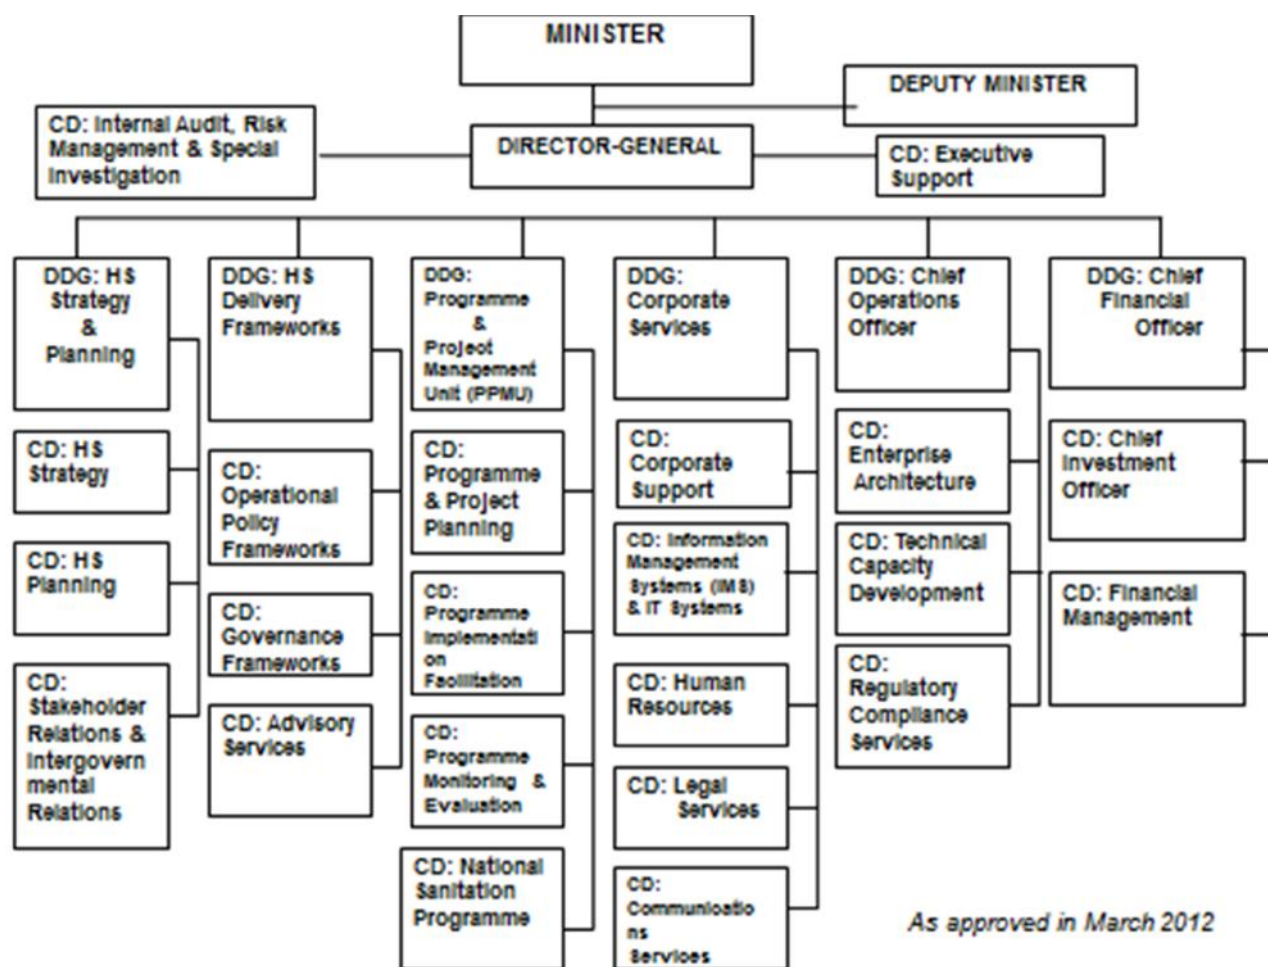 MINISTER
DEPUTY MINISTER
CD: Internal Audit, Risk
Management & Special
Investigation
DIRECTOR-GENERAL
CD: Executive
Support
DDG: HS
Strategy
&
Planning
CD: HS
Strategy
CD: HS
Planning
CD:
Stakeholder
Relations &
Intergovern
mental
Relations
DDG: HS
Delivery
Frameworks
CD:
Operational
Policy
Frameworks
CD:
Governance
Frameworks
CD: Advisory
Services
DDG:
Programme
&
Project
Management
Unit (PPMU)
CD:
Programme
& Project
Planning
CD:
Programme
Implementati
on
Facilitation
CD:
Programme
Monitoring &
Evaluation
CD: National
Sanitation
Programme
DDG:
Corporate
Services
CD:
Corporate
Support
CD: Information
Management
Systems (IMS)
& IT Systems
CD: Human
Resources
CD: Legal
Services
CD:
Communicatio
ns
Services
DDG: Chief
Operations
Officer
CD:
Enterprise
Architecture
CD: Technical
Capacity
Development
CD:
Regulatory
Compliance
Services
DDG: Chief
Financial
Officer
CD: Chief
Investment
Officer
CD: Financial
Management
As approved in March 2012